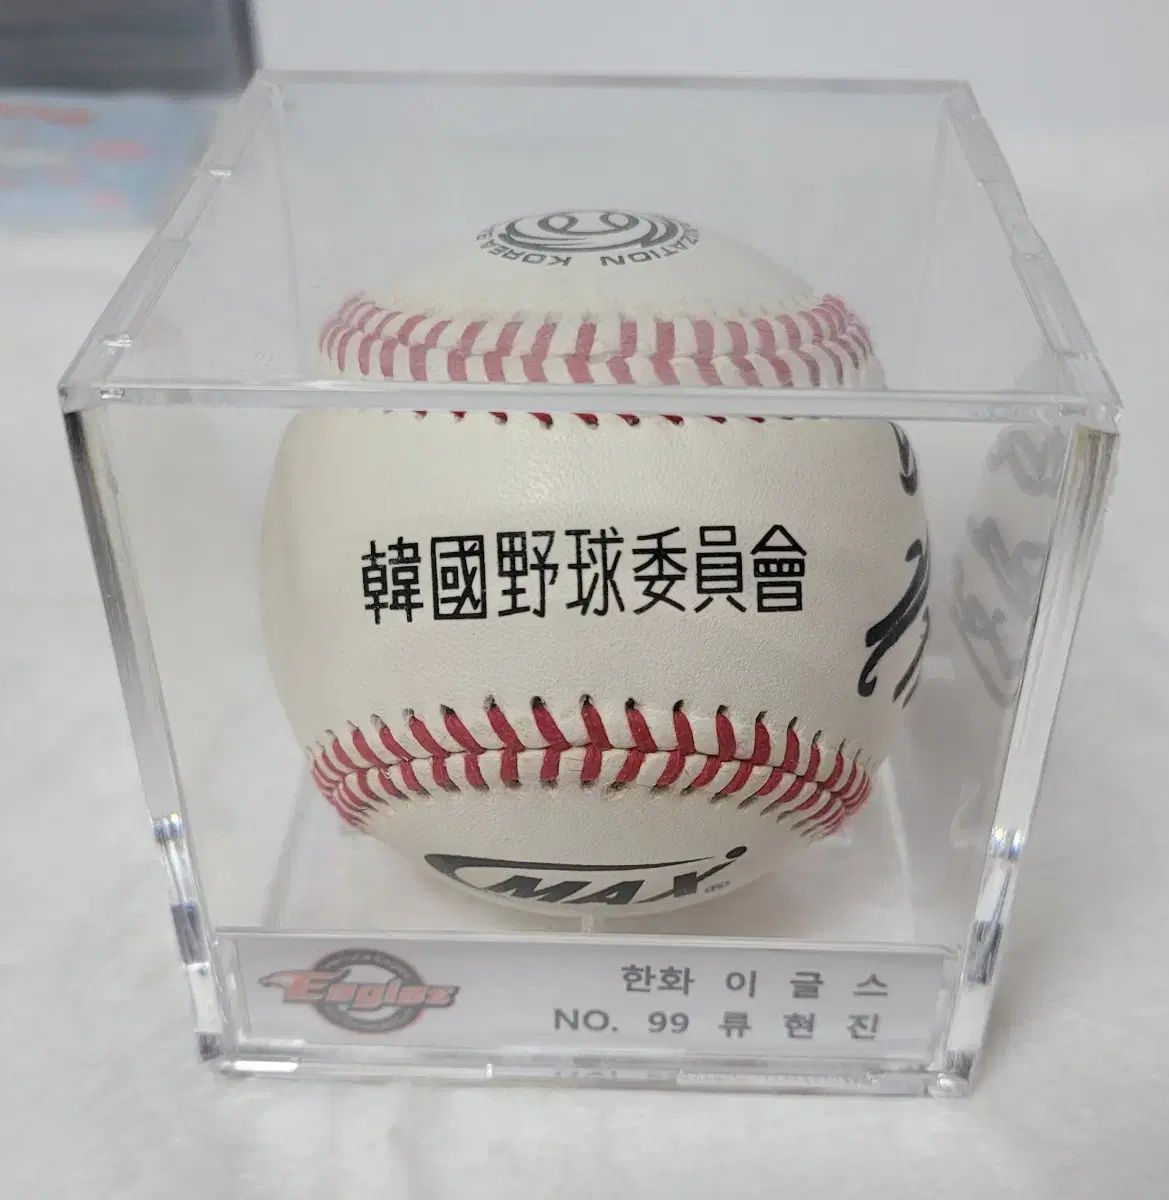 NIZATION KOREA
韓國野球委員會
MAX®
Eagles
한화 이글스
NO. 99 류현진